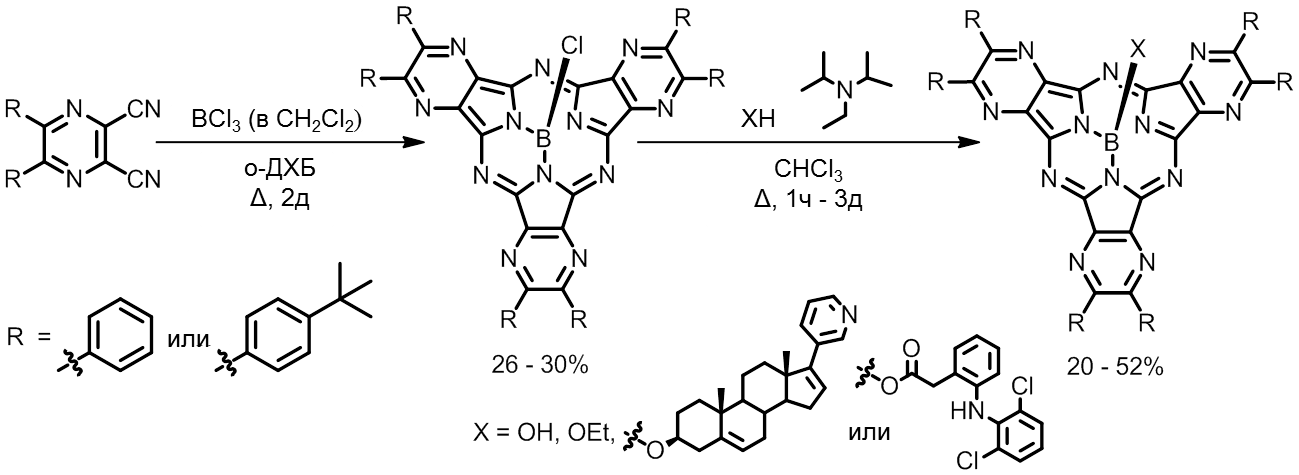 R
N
CN
R
N
CN
BCl₃ (в CH₂Cl₂)
о-ДХБ
Δ, 2д
R R
N Cl N
R N R
N N
N N
B
N
N N
N N
R R
26 - 30%
N
XH
CHCl₃
Δ, 1ч - 3д
R R
N X N
R N R
N N
N N
B
N
N N
N N
R R
20 - 52%
R = или
X = OH, OEt,
O
N
или
O
O
HN
Cl
Cl